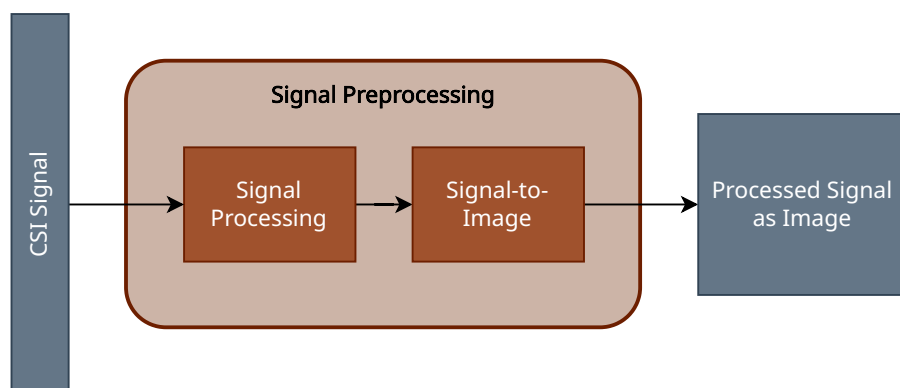 CSI Signal
Signal Preprocessing
Signal
Processing
Signal-to-
Image
Processed Signal
as Image